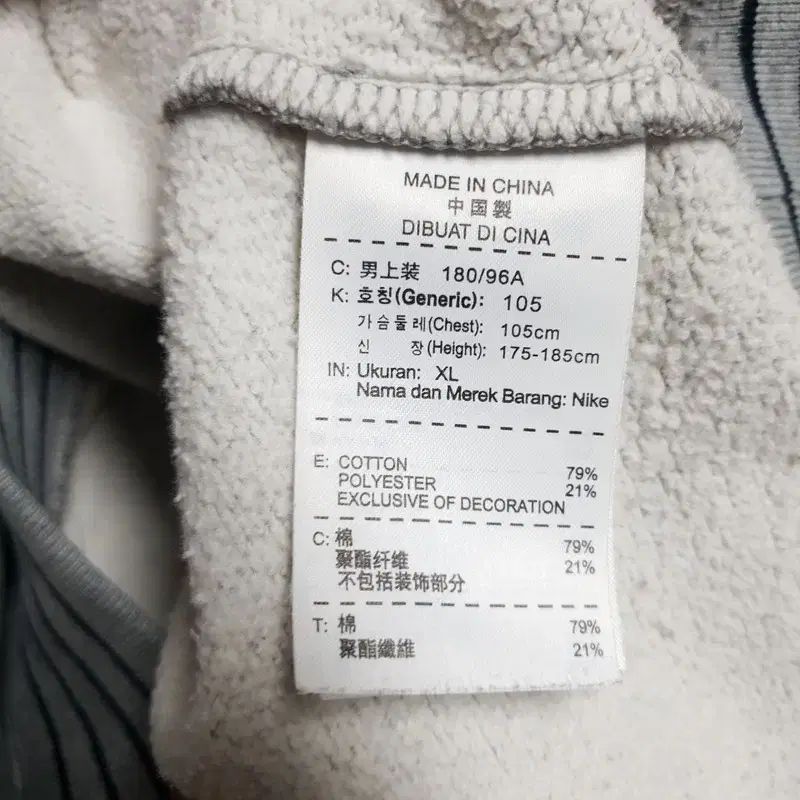 MADE IN CHINA
中国製
DIBUAT DI CINA
C: 男上装 180/96A
K: 호칭(Generic): 105
가슴둘레(Chest): 105cm
신 장(Height): 175-185cm
IN: Ukuran: XL
Nama dan Merek Barang: Nike
E: COTTON 79%
POLYESTER 21%
EXCLUSIVE OF DECORATION
C: 棉 79%
聚酯纤维 21%
不包括装饰部分
T: 棉 79%
聚酯纖維 21%